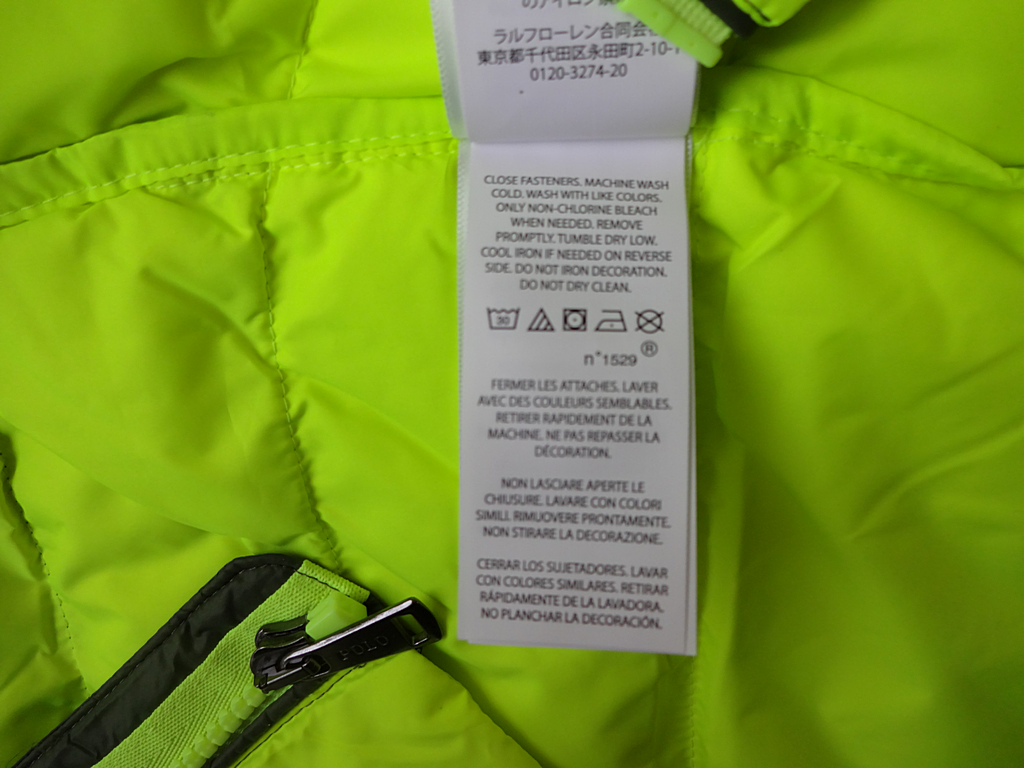 のアイロン
ラルフローレン合同会
東京都千代田区永田町2-10-1
0120-3274-20
CLOSE FASTENERS. MACHINE WASH
COLD. WASH WITH LIKE COLORS.
ONLY NON-CHLORINE BLEACH
WHEN NEEDED. REMOVE
PROMPTLY. TUMBLE DRY LOW.
COOL IRON IF NEEDED ON REVERSE
SIDE. DO NOT IRON DECORATION.
DO NOT DRY CLEAN.
30
n°1529 ®
FERMER LES ATTACHES. LAVER
AVEC DES COULEURS SEMBLABLES.
RETIRER RAPIDEMENT DE LA
MACHINE. NE PAS REPASSER LA
DÉCORATION.
NON LASCIARE APERTE LE
CHIUSURE. LAVARE CON COLORI
SIMILI. RIMUOVERE PRONTAMENTE.
NON STIRARE LA DECORAZIONE.
CERRAR LOS SUJETADORES. LAVAR
CON COLORES SIMILARES. RETIRAR
RÁPIDAMENTE DE LA LAVADORA.
NO PLANCHAR LA DECORACIÓN.
POLO